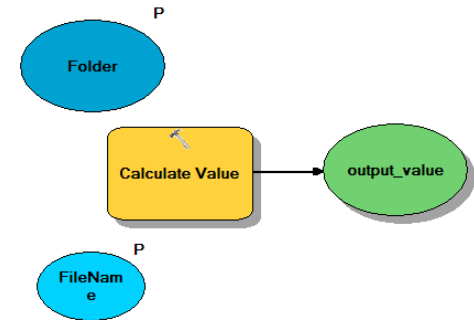 P
Folder
Calculate Value
output_value
P
FileNam
e